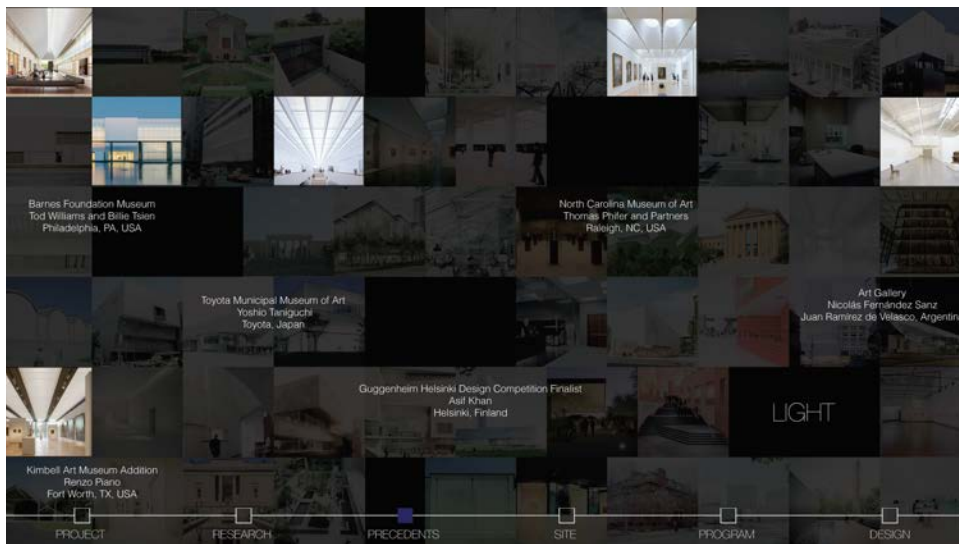 Barnes Foundation Museum
Tod Williams and Billie Tsien
Philadelphia, PA, USA
North Carolina Museum of Art
Thomas Phifer and Partners
Raleigh, NC, USA
Toyota Municipal Museum of Art
Yoshio Taniguchi
Toyota, Japan
Art Gallery
Nicolás Fernández Sanz
Juan Ramírez de Velasco, Argentin
Guggenheim Helsinki Design Competition Finalist
Asif Khan
Helsinki, Finland
LIGHT
Kimbell Art Museum Addition
Renzo Piano
Fort Worth, TX, USA
PROJECT
RESEARCH
PRECEDENTS
SITE
PROGRAM
DESIGN